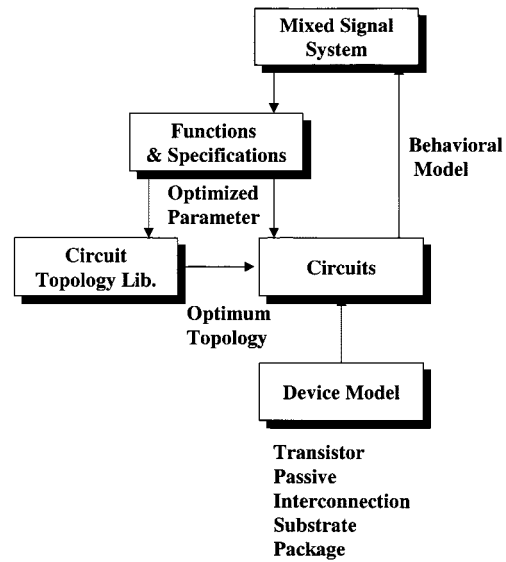 Mixed Signal
System
Functions
& Specifications
Behavioral
Model
Optimized
Parameter
Circuit
Topology Lib.
Circuits
Optimum
Topology
Device Model
Transistor
Passive
Interconnection
Substrate
Package